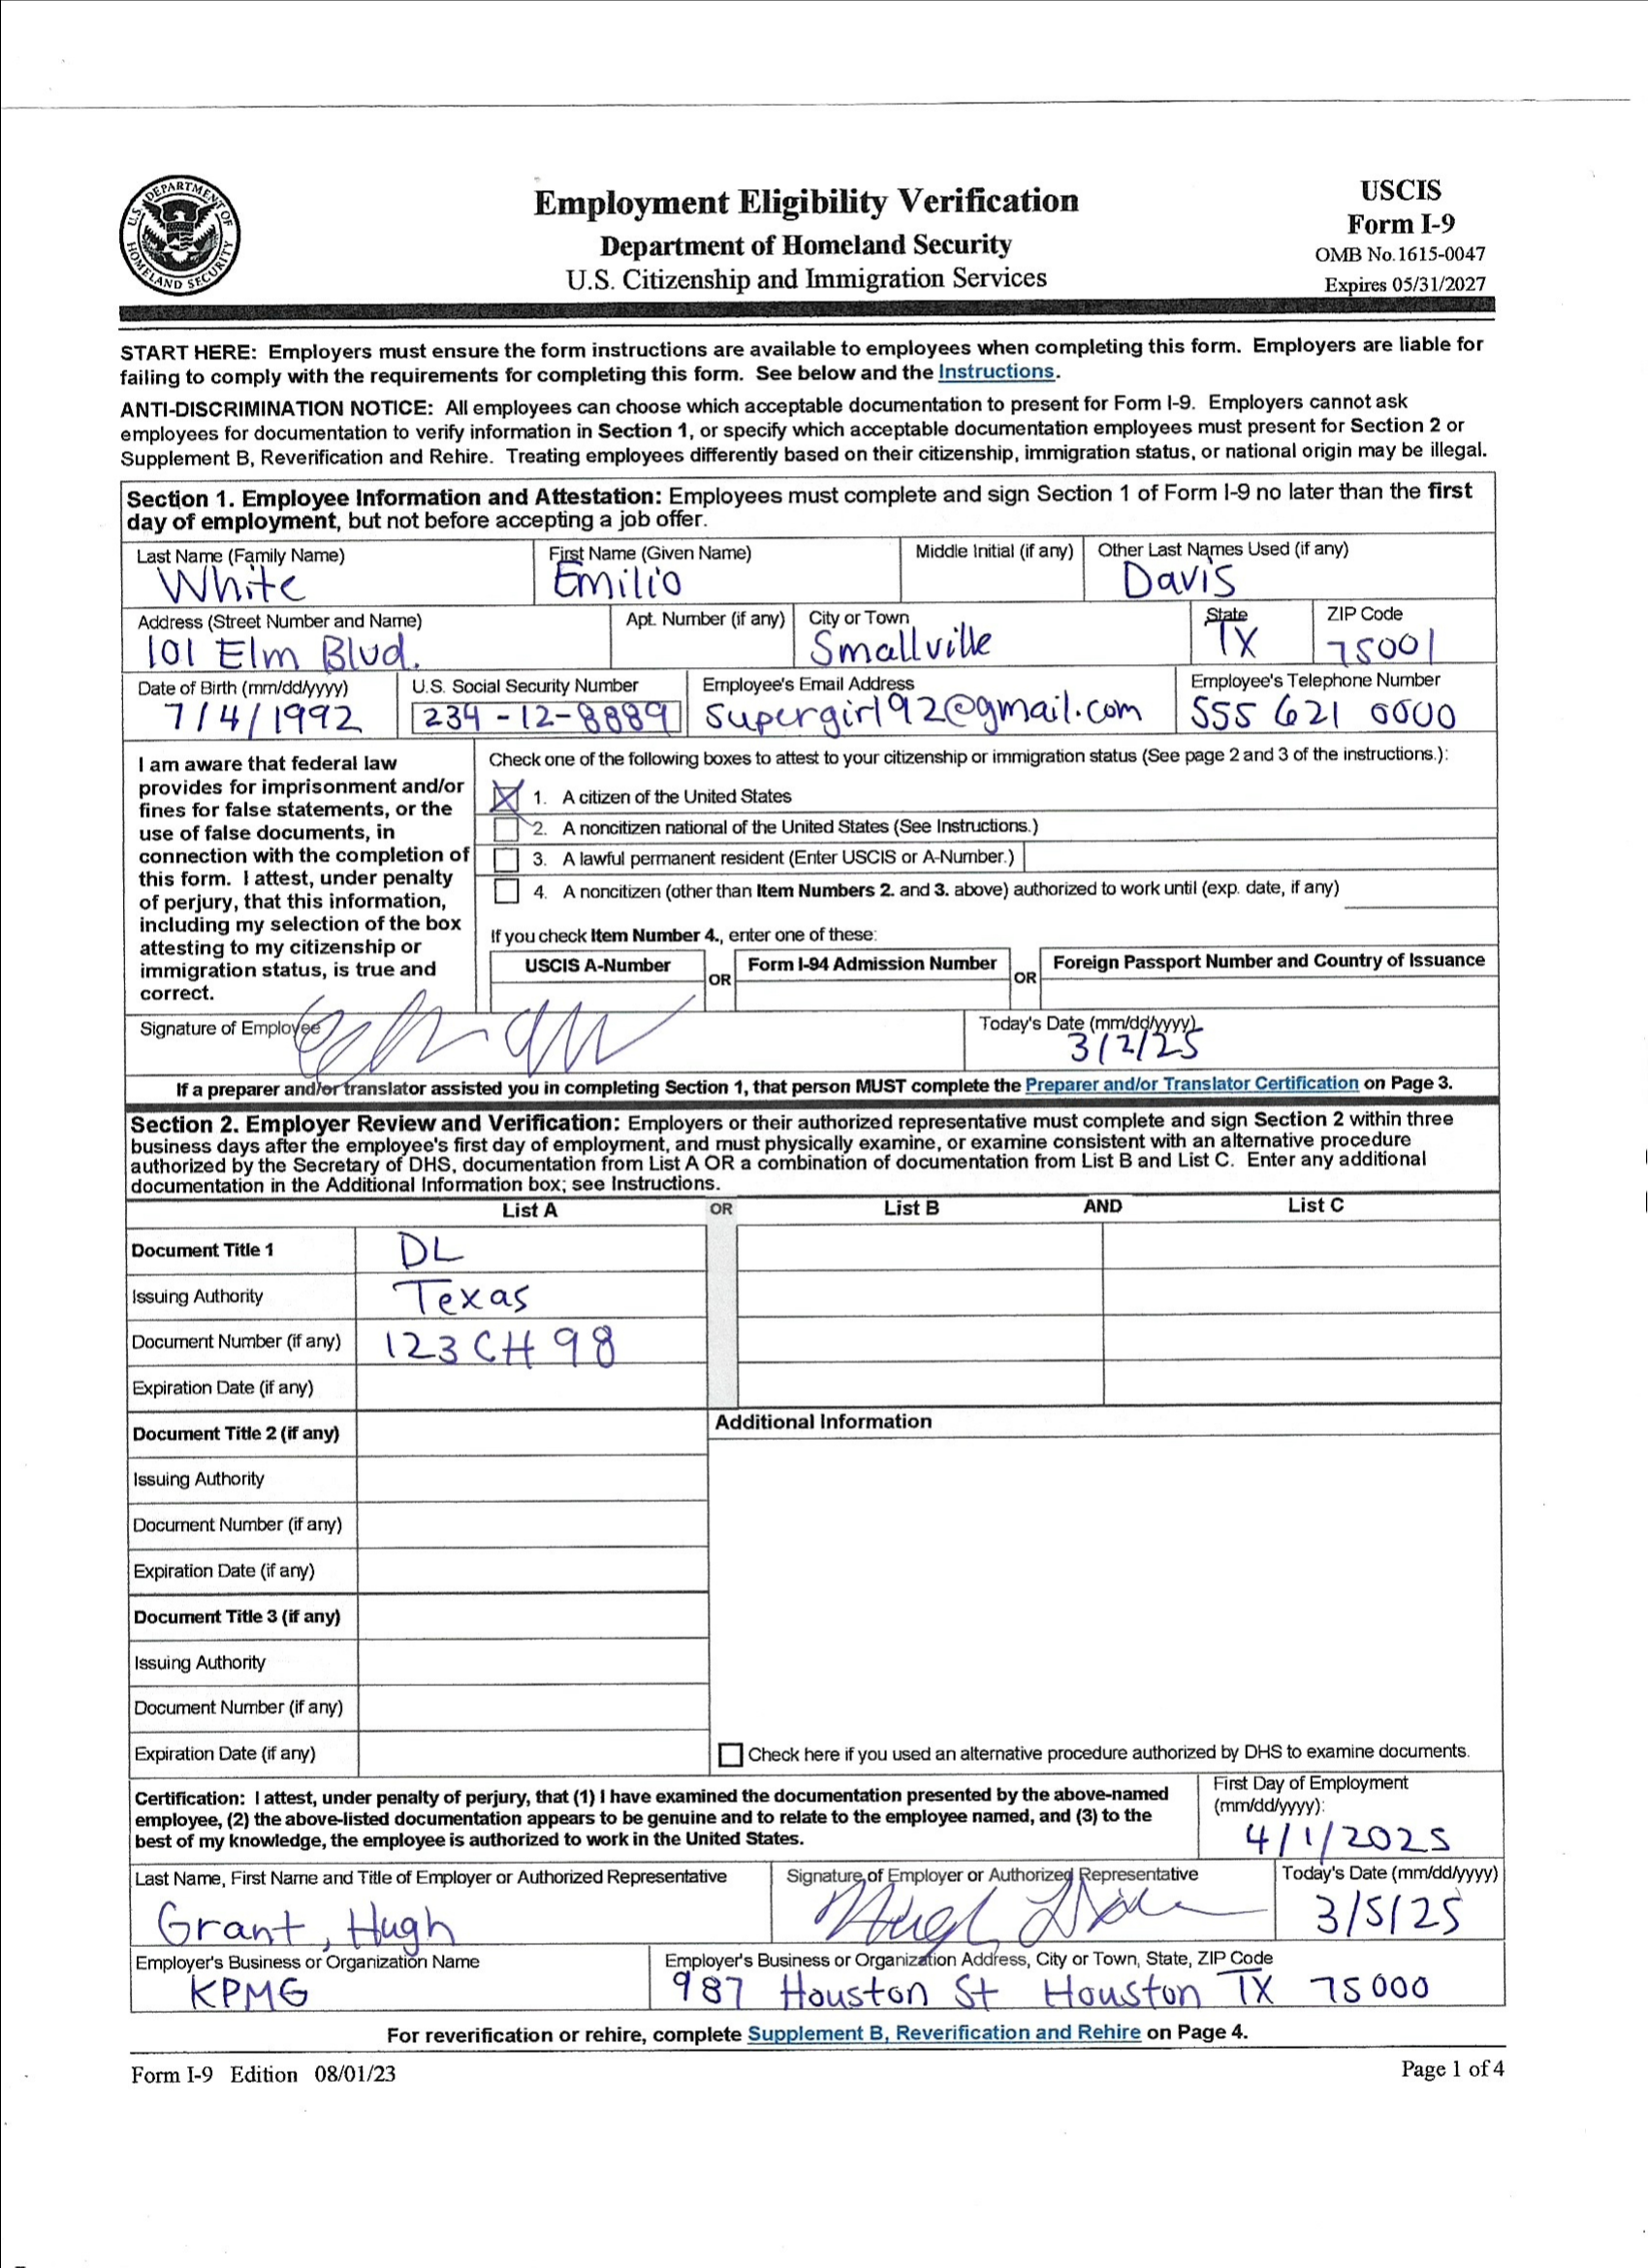 U.S. DEPARTMENT OF HOMELAND SECURITY
Employment Eligibility Verification
Department of Homeland Security
U.S. Citizenship and Immigration Services
USCIS
Form I-9
OMB No.1615-0047
Expires 05/31/2027
START HERE: Employers must ensure the form instructions are available to employees when completing this form. Employers are liable for
failing to comply with the requirements for completing this form. See below and the Instructions.
ANTI-DISCRIMINATION NOTICE: All employees can choose which acceptable documentation to present for Form I-9. Employers cannot ask
employees for documentation to verify information in Section 1, or specify which acceptable documentation employees must present for Section 2 or
Supplement B, Reverification and Rehire. Treating employees differently based on their citizenship, immigration status, or national origin may be illegal.
Section 1. Employee Information and Attestation: Employees must complete and sign Section 1 of Form I-9 no later than the first
day of employment, but not before accepting a job offer.
Last Name (Family Name) First Name (Given Name) Middle Initial (if any) Other Last Names Used (if any)
White Emilio Davis
Address (Street Number and Name) Apt. Number (if any) City or Town State ZIP Code
101 Elm Blvd. Smallville TX 75001
Date of Birth (mm/dd/yyyy) U.S. Social Security Number Employee's Email Address Employee's Telephone Number
7/4/1992 234-12-8889 supergirl92@gmail.com 555 621 0000
I am aware that federal law
provides for imprisonment and/or
fines for false statements, or the
use of false documents, in
connection with the completion of
this form. I attest, under penalty
of perjury, that this information,
including my selection of the box
attesting to my citizenship or
immigration status, is true and
correct.
Check one of the following boxes to attest to your citizenship or immigration status (See page 2 and 3 of the instructions.):
1. A citizen of the United States
2. A noncitizen national of the United States (See Instructions.)
3. A lawful permanent resident (Enter USCIS or A-Number.)
4. A noncitizen (other than Item Numbers 2. and 3. above) authorized to work until (exp. date, if any)
If you check Item Number 4., enter one of these:
USCIS A-Number OR Form I-94 Admission Number OR Foreign Passport Number and Country of Issuance
Signature of Employee Today's Date (mm/dd/yyyy)
3/2/25
If a preparer and/or translator assisted you in completing Section 1, that person MUST complete the Preparer and/or Translator Certification on Page 3.
Section 2. Employer Review and Verification: Employers or their authorized representative must complete and sign Section 2 within three
business days after the employee's first day of employment, and must physically examine, or examine consistent with an alternative procedure
authorized by the Secretary of DHS, documentation from List A OR a combination of documentation from List B and List C. Enter any additional
documentation in the Additional Information box; see Instructions.
List A OR List B AND List C
Document Title 1 DL
Issuing Authority Texas
Document Number (if any) 123CH98
Expiration Date (if any)
Document Title 2 (if any) Additional Information
Issuing Authority
Document Number (if any)
Expiration Date (if any)
Document Title 3 (if any)
Issuing Authority
Document Number (if any)
Expiration Date (if any) Check here if you used an alternative procedure authorized by DHS to examine documents.
Certification: I attest, under penalty of perjury, that (1) I have examined the documentation presented by the above-named
employee, (2) the above-listed documentation appears to be genuine and to relate to the employee named, and (3) to the
best of my knowledge, the employee is authorized to work in the United States.
First Day of Employment
(mm/dd/yyyy):
4/1/2025
Last Name, First Name and Title of Employer or Authorized Representative Signature of Employer or Authorized Representative Today's Date (mm/dd/yyyy)
Grant, Hugh Hugh 3/5/25
Employer's Business or Organization Name Employer's Business or Organization Address, City or Town, State, ZIP Code
KPMG 987 Houston St Houston TX 75000
For reverification or rehire, complete Supplement B, Reverification and Rehire on Page 4.
Form I-9 Edition 08/01/23 Page 1 of 4